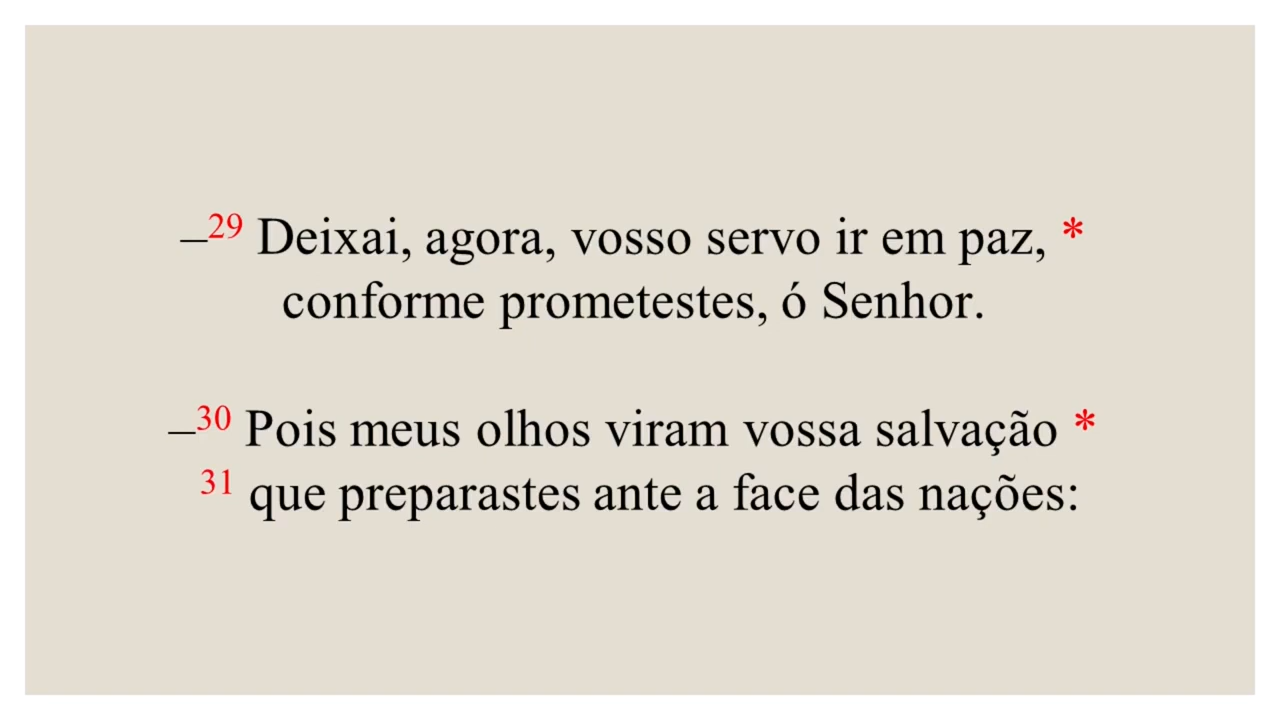 –29 Deixai, agora, vosso servo ir em paz, *
conforme prometestes, ó Senhor.
–30 Pois meus olhos viram vossa salvação *
31 que preparastes ante a face das nações: